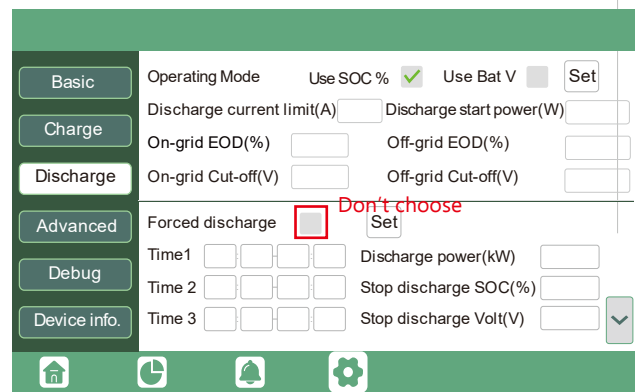 Basic
Charge
Discharge
Advanced
Debug
Device info.
Operating Mode Use SOC % Use Bat V Set
Discharge current limit(A) Discharge start power(W)
On-grid EOD(%) Off-grid EOD(%)
On-grid Cut-off(V) Off-grid Cut-off(V)
Don't choose
Forced discharge Set
Time1 Discharge power(kW)
Time 2 Stop discharge SOC(%)
Time 3 Stop discharge Volt(V)